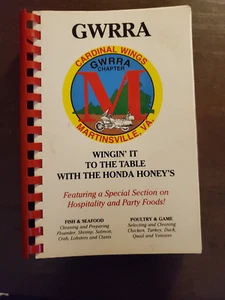 GWRRA
CARDINAL WINGS
GWRRA
CHAPTER
M
MARTINSVILLE, VA.
WINGIN' IT
TO THE TABLE
WITH THE HONDA HONEY'S
Featuring a Special Section on
Hospitality and Party Foods!
FISH & SEAFOOD
Cleaning and Preparing
Flounder, Shrimp, Salmon,
Crab, Lobsters and Clams
POULTRY & GAME
Selecting and Cleaning
Chicken, Turkey, Duck,
Quail and Venison